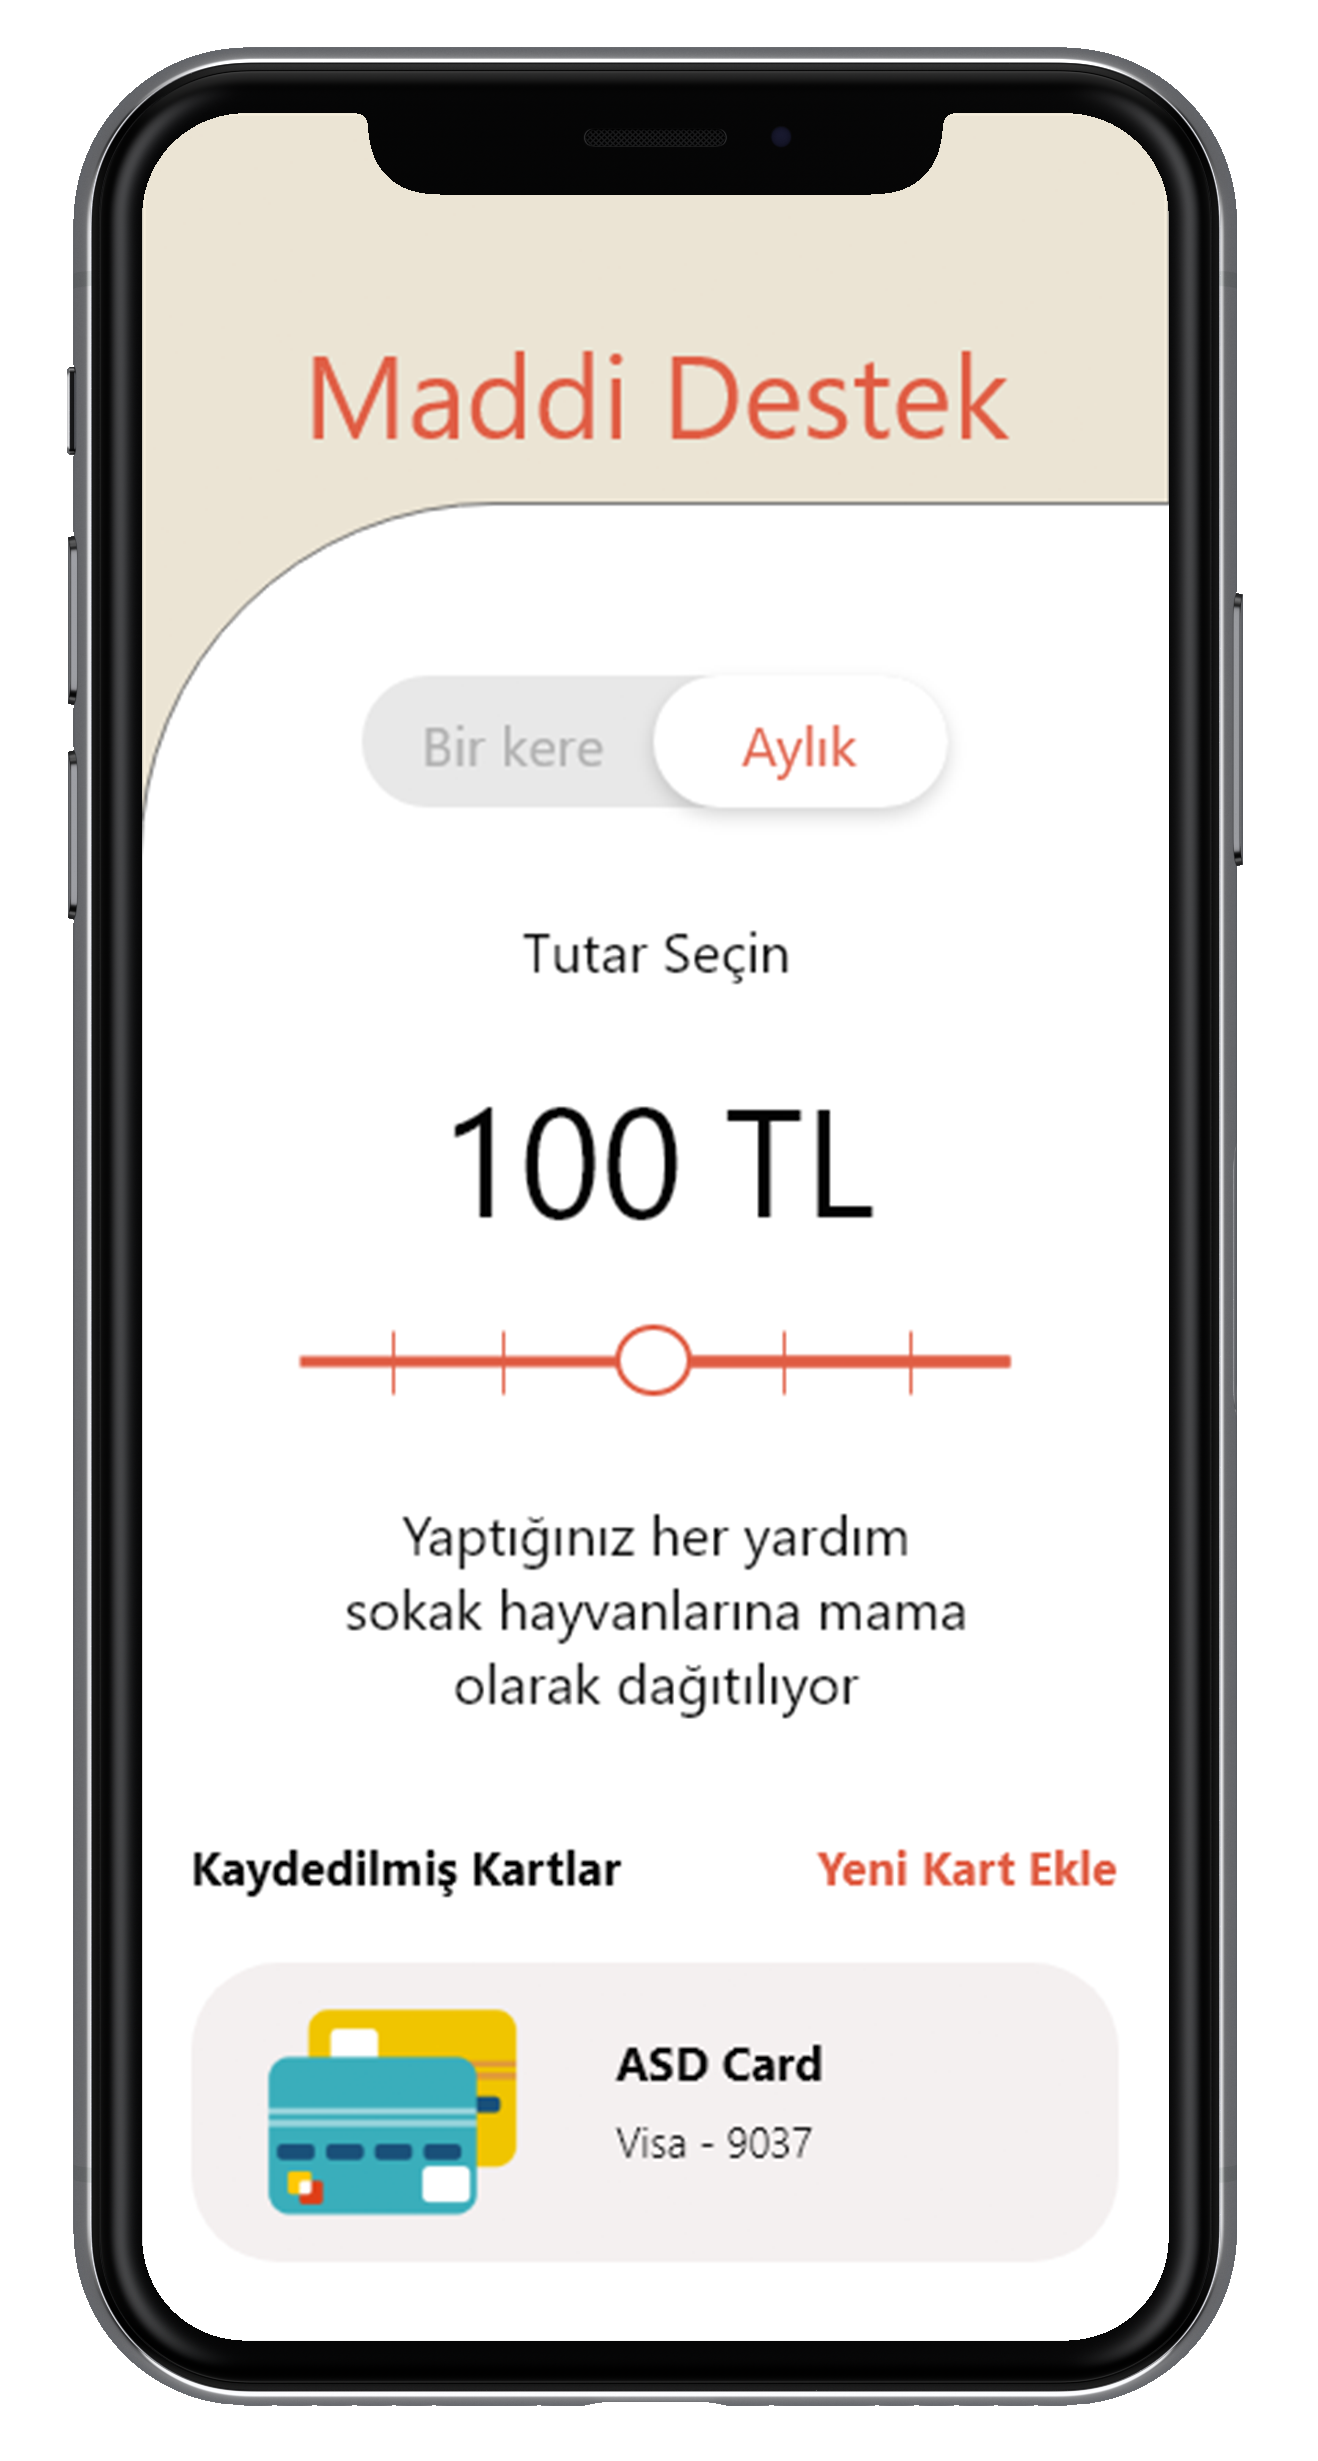 Maddi Destek
Bir kere Aylık
Tutar Seçin
100 TL
Yaptığınız her yardım
sokak hayvanlarına mama
olarak dağıtılıyor
Kaydedilmiş Kartlar Yeni Kart Ekle
ASD Card
Visa - 9037